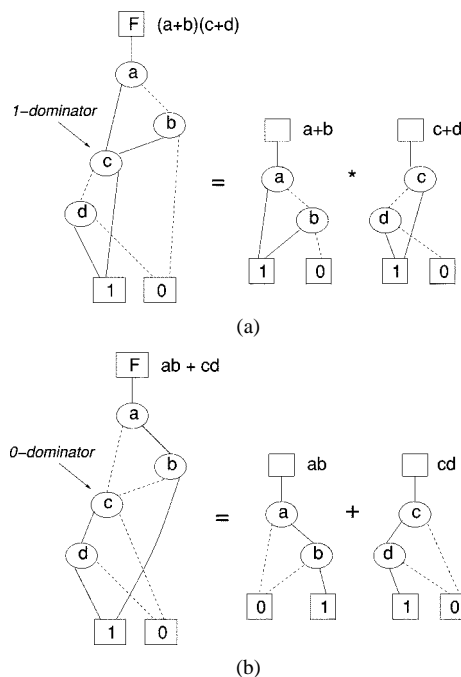 F (a+b)(c+d)
a
1–dominator
b
a+b
c+d
c
=
a
*
c
d
b
d
1 0
1 0
1 0
(a)
F ab + cd
a
0–dominator
b
ab
cd
c
=
a
+
c
d
b
d
1 0
0 1
1 0
(b)